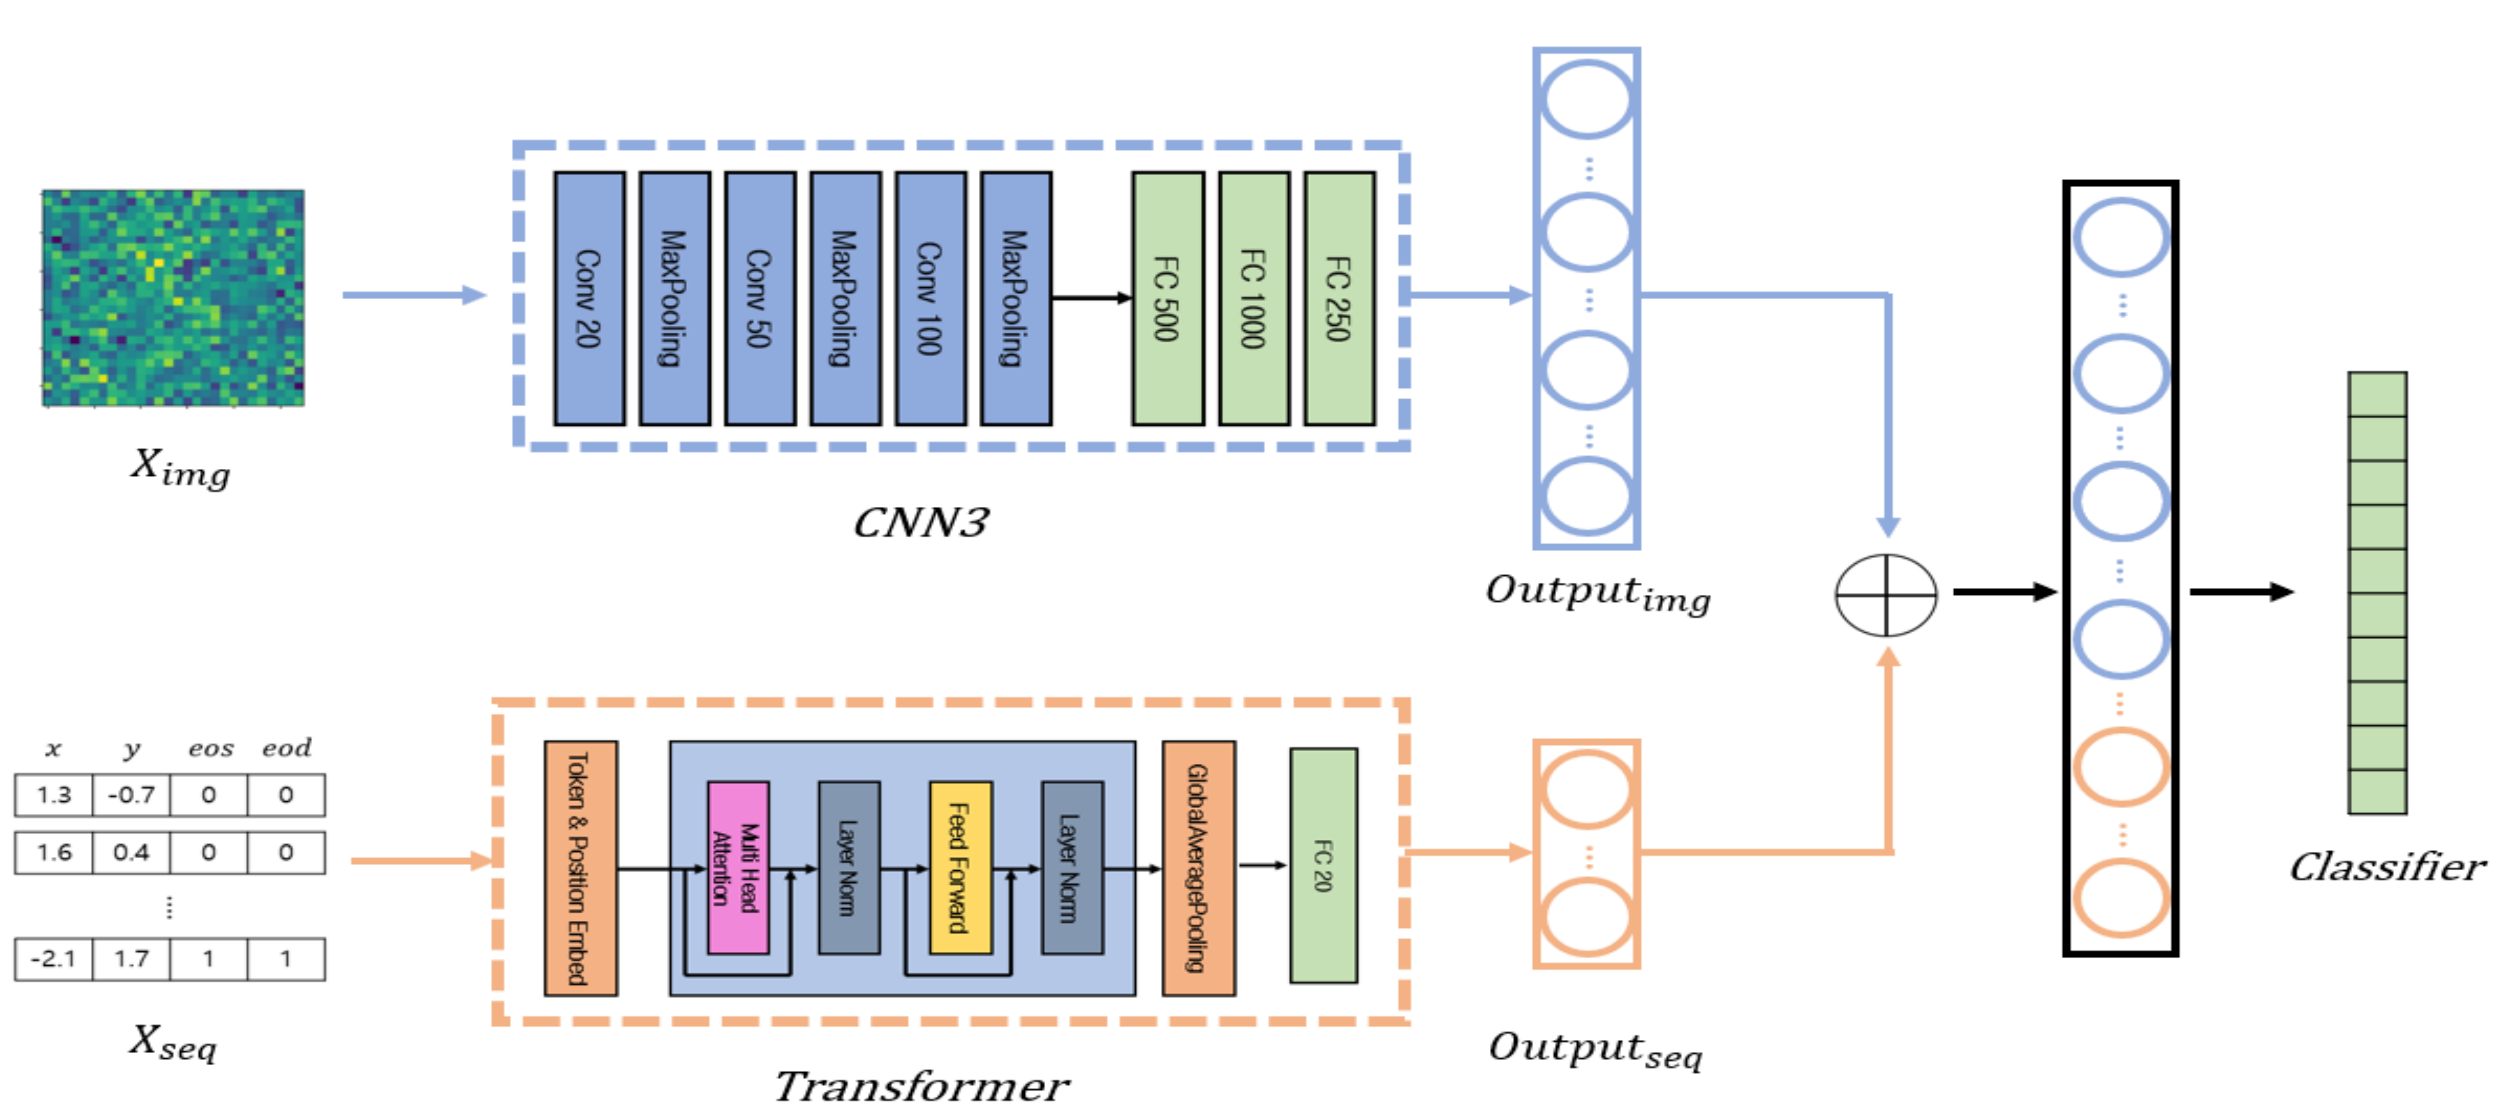 Conv 20
MaxPooling
Conv 50
MaxPooling
Conv 100
MaxPooling
FC 500
FC 1000
FC 250
X_img
CNN3
Output_img
x y eos eod
1.3 -0.7 0 0
1.6 0.4 0 0
-2.1 1.7 1 1
X_seq
Token & Position Embed
Multi Head
Attention
Layer Norm
Feed Forward
Layer Norm
GlobalAveragePooling
FC 20
Transformer
Output_seq
Classifier